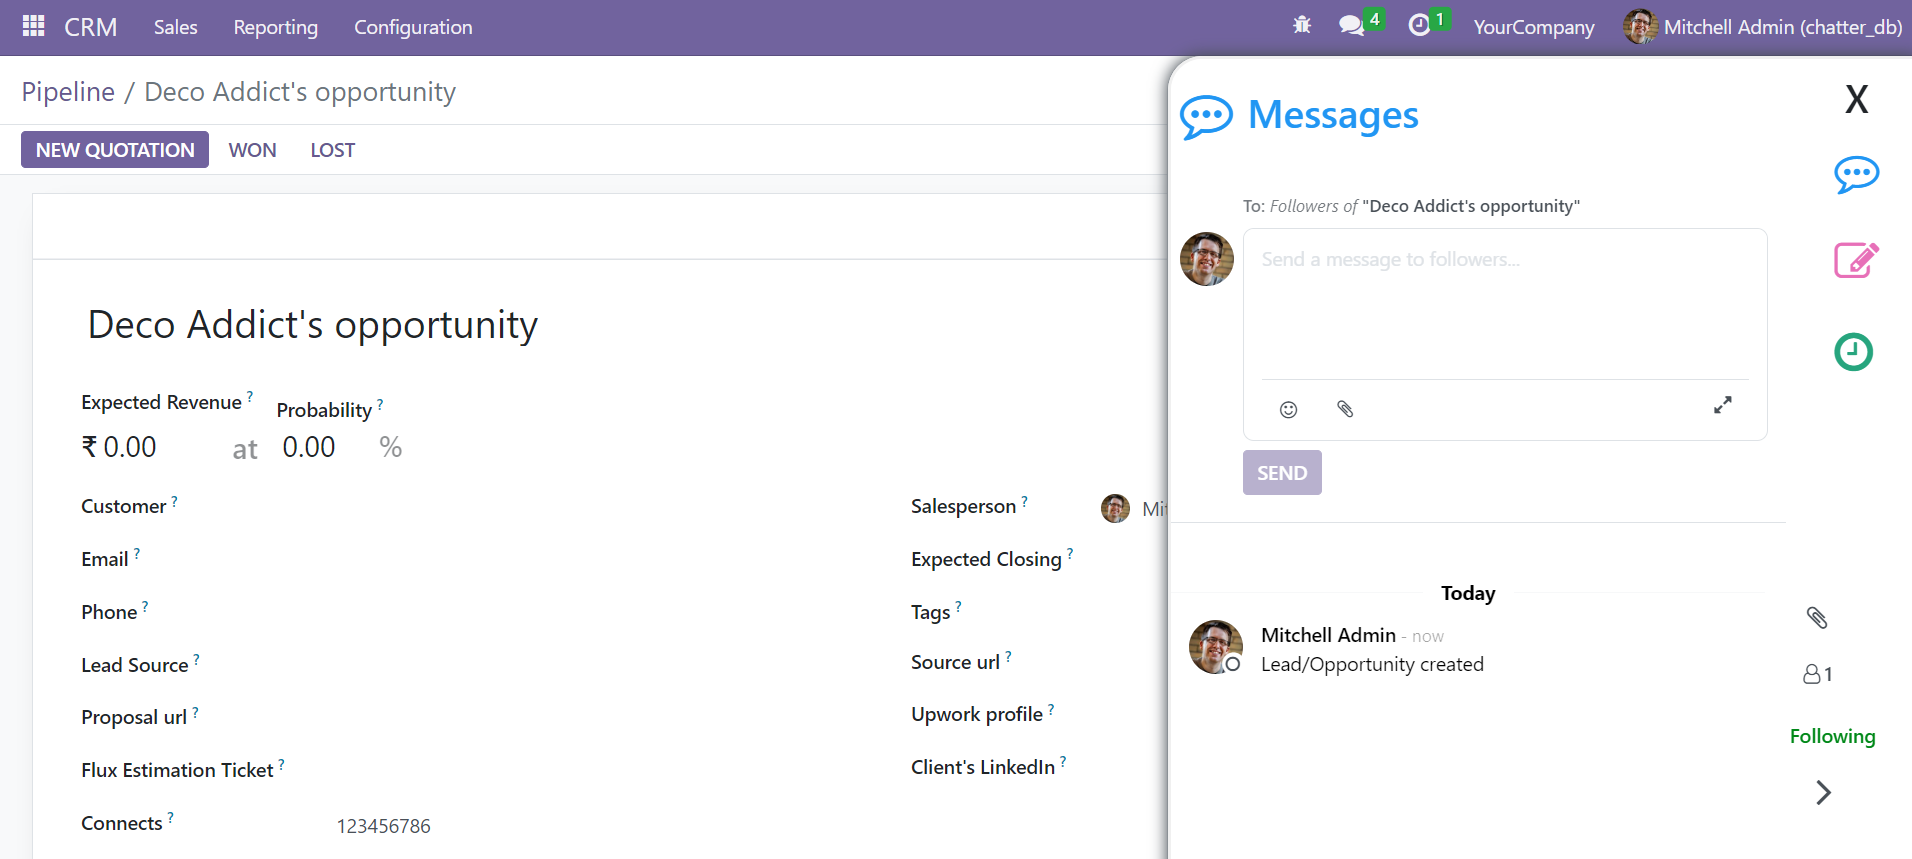 CRM Sales Reporting Configuration 4 1 YourCompany Mitchell Admin (chatter_db)
Pipeline / Deco Addict's opportunity
NEW QUOTATION WON LOST
Deco Addict's opportunity
Expected Revenue ? Probability ?
₹ 0.00 at 0.00 %
Customer ?
Email ?
Phone ?
Lead Source ?
Proposal url ?
Flux Estimation Ticket ?
Connects ? 123456786
Salesperson ? Mit
Expected Closing ?
Tags ?
Source url ?
Upwork profile ?
Client's LinkedIn ?
Messages X
To: Followers of "Deco Addict's opportunity"
Send a message to followers...
SEND
Today
Mitchell Admin - now
Lead/Opportunity created
1
Following